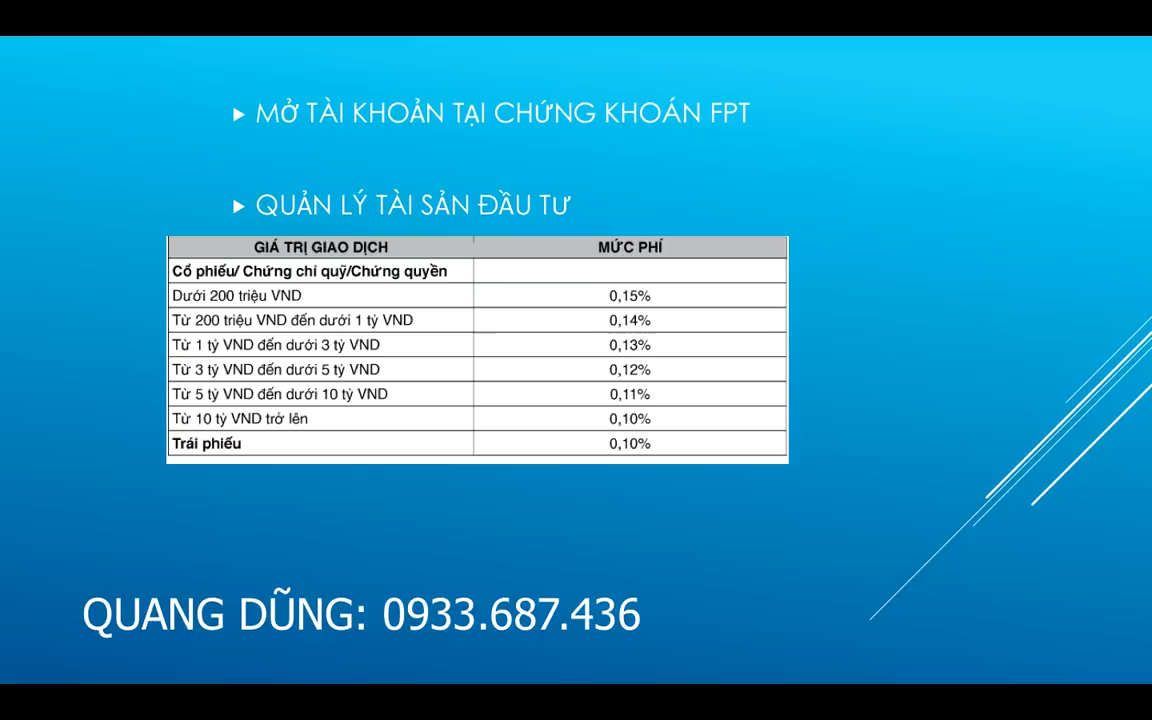 MỞ TÀI KHOẢN TẠI CHỨNG KHOÁN FPT
QUẢN LÝ TÀI SẢN ĐẦU TƯ
GIÁ TRỊ GIAO DỊCH MỨC PHÍ
Cổ phiếu/ Chứng chỉ quỹ/Chứng quyền
Dưới 200 triệu VND 0,15%
Từ 200 triệu VND đến dưới 1 tỷ VND 0,14%
Từ 1 tỷ VND đến dưới 3 tỷ VND 0,13%
Từ 3 tỷ VND đến dưới 5 tỷ VND 0,12%
Từ 5 tỷ VND đến dưới 10 tỷ VND 0,11%
Từ 10 tỷ VND trở lên 0,10%
Trái phiếu 0,10%
QUANG DŨNG: 0933.687.436